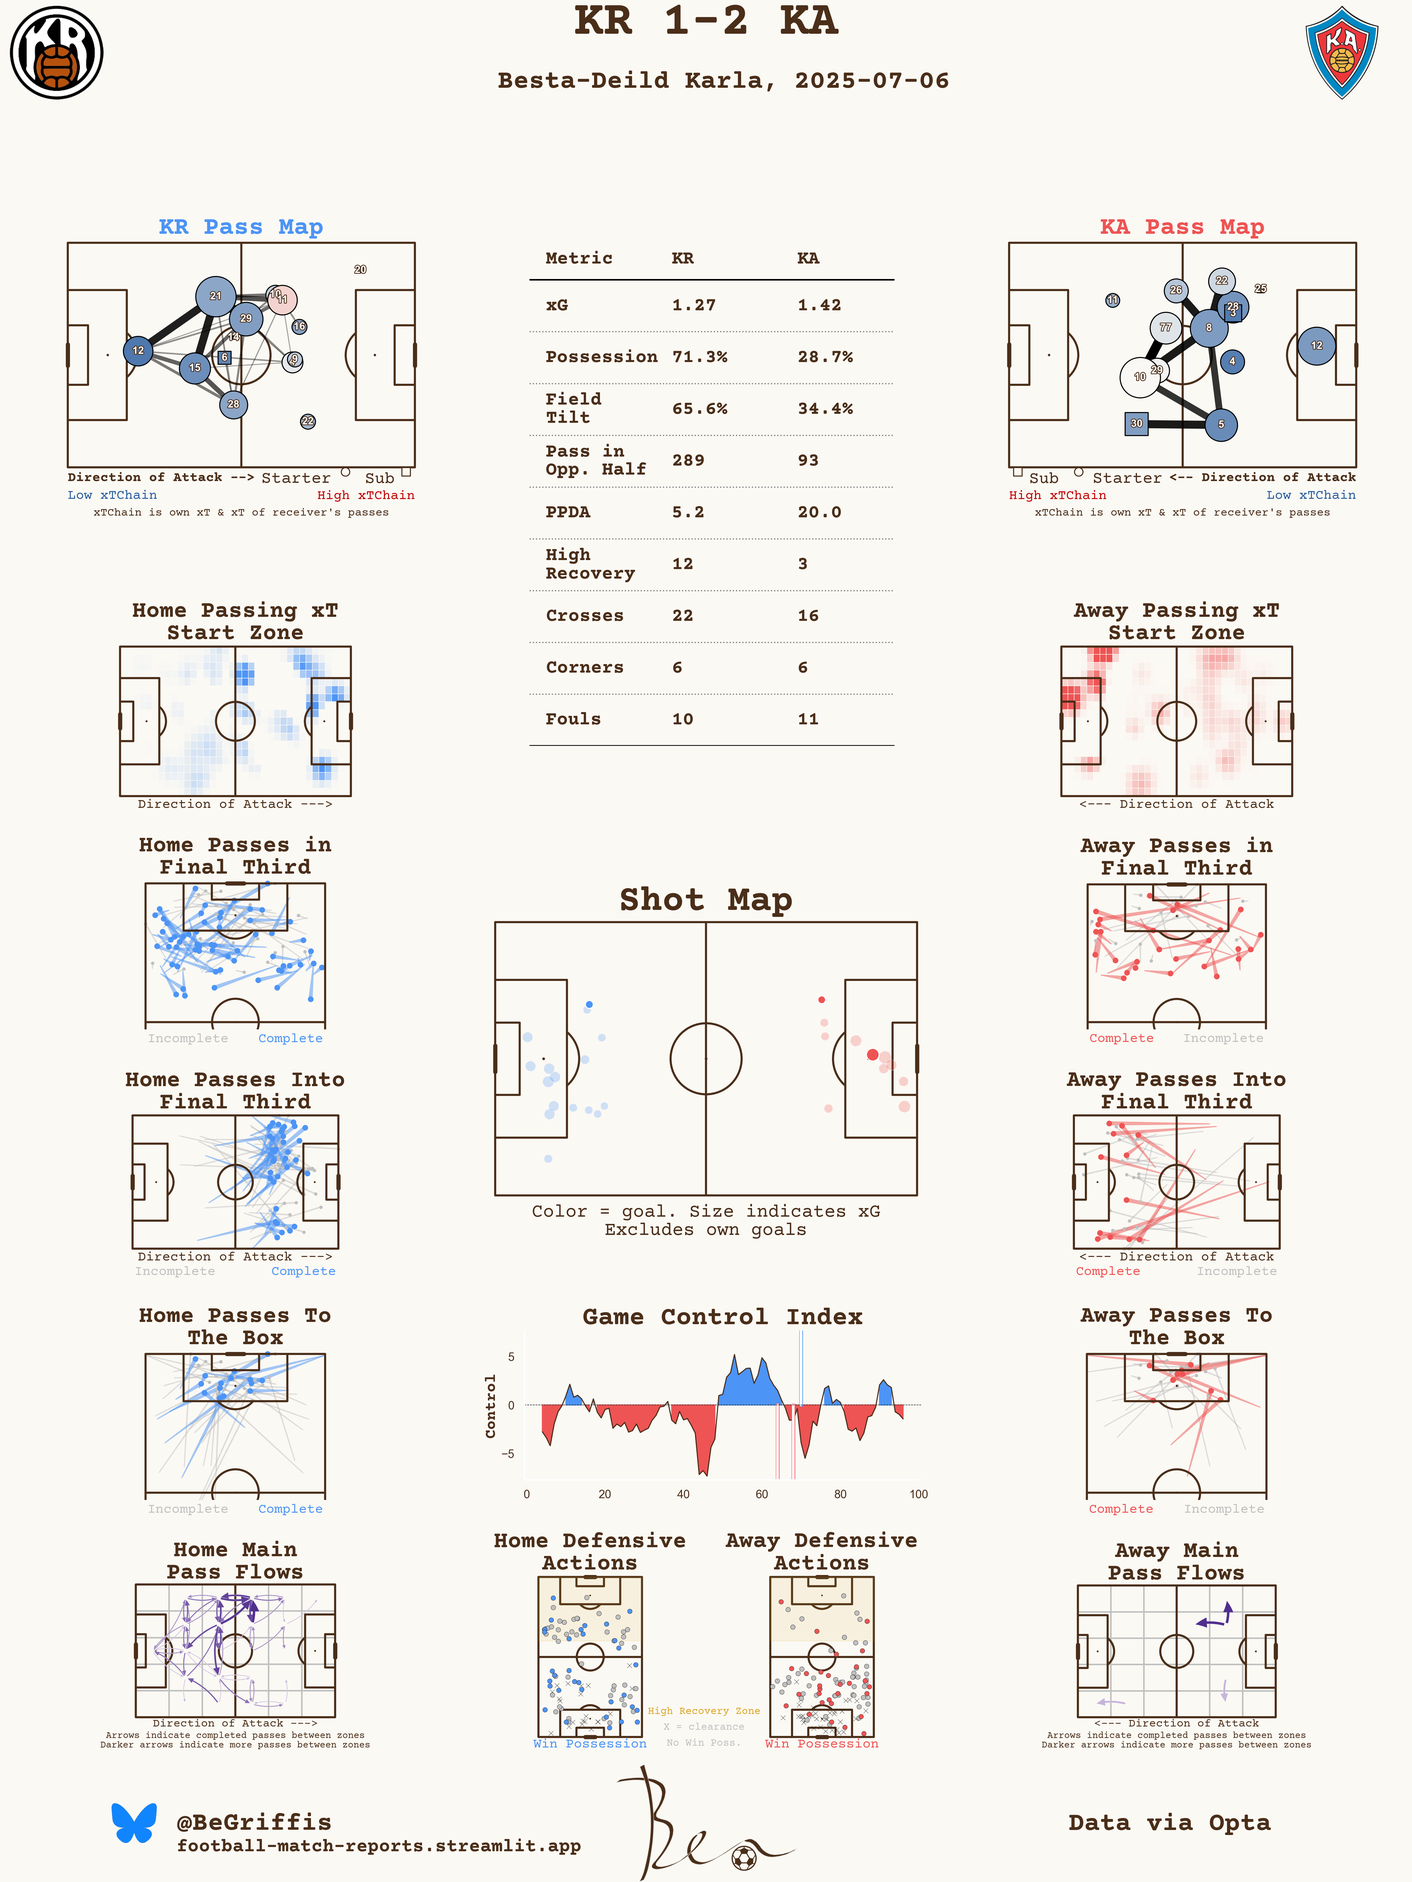 KR 1-2 KA
Besta-Deild Karla, 2025-07-06
KR
KA
KR Pass Map
20
21
10
11
29
16
14
12
6
9
15
28
22
Direction of Attack --> Starter Sub
Low xTChain High xTChain
xTChain is own xT & xT of receiver's passes
Metric KR KA
xG 1.27 1.42
Possession 71.3% 28.7%
Field
Tilt 65.6% 34.4%
Pass in
Opp. Half 289 93
PPDA 5.2 20.0
High
Recovery 12 3
Crosses 22 16
Corners 6 6
Fouls 10 11
KA Pass Map
22
26
25
11
28
3
77
8
12
4
29
10
30
5
Sub Starter <-- Direction of Attack
High xTChain Low xTChain
xTChain is own xT & xT of receiver's passes
Home Passing xT
Start Zone
Direction of Attack --->
Away Passing xT
Start Zone
<--- Direction of Attack
Home Passes in
Final Third
Incomplete Complete
Away Passes in
Final Third
Complete Incomplete
Shot Map
Color = goal. Size indicates xG
Excludes own goals
Home Passes Into
Final Third
Direction of Attack --->
Incomplete Complete
Away Passes Into
Final Third
<--- Direction of Attack
Complete Incomplete
Home Passes To
The Box
Incomplete Complete
Game Control Index
Control
5
0
−5
0 20 40 60 80 100
Away Passes To
The Box
Complete Incomplete
Home Main
Pass Flows
Direction of Attack --->
Arrows indicate completed passes between zones
Darker arrows indicate more passes between zones
Home Defensive
Actions
Win Possession
Away Defensive
Actions
Win Possession
High Recovery Zone
X = clearance
No Win Poss.
Away Main
Pass Flows
<--- Direction of Attack
Arrows indicate completed passes between zones
Darker arrows indicate more passes between zones
@BeGriffis
football-match-reports.streamlit.app
Ben
Data via Opta